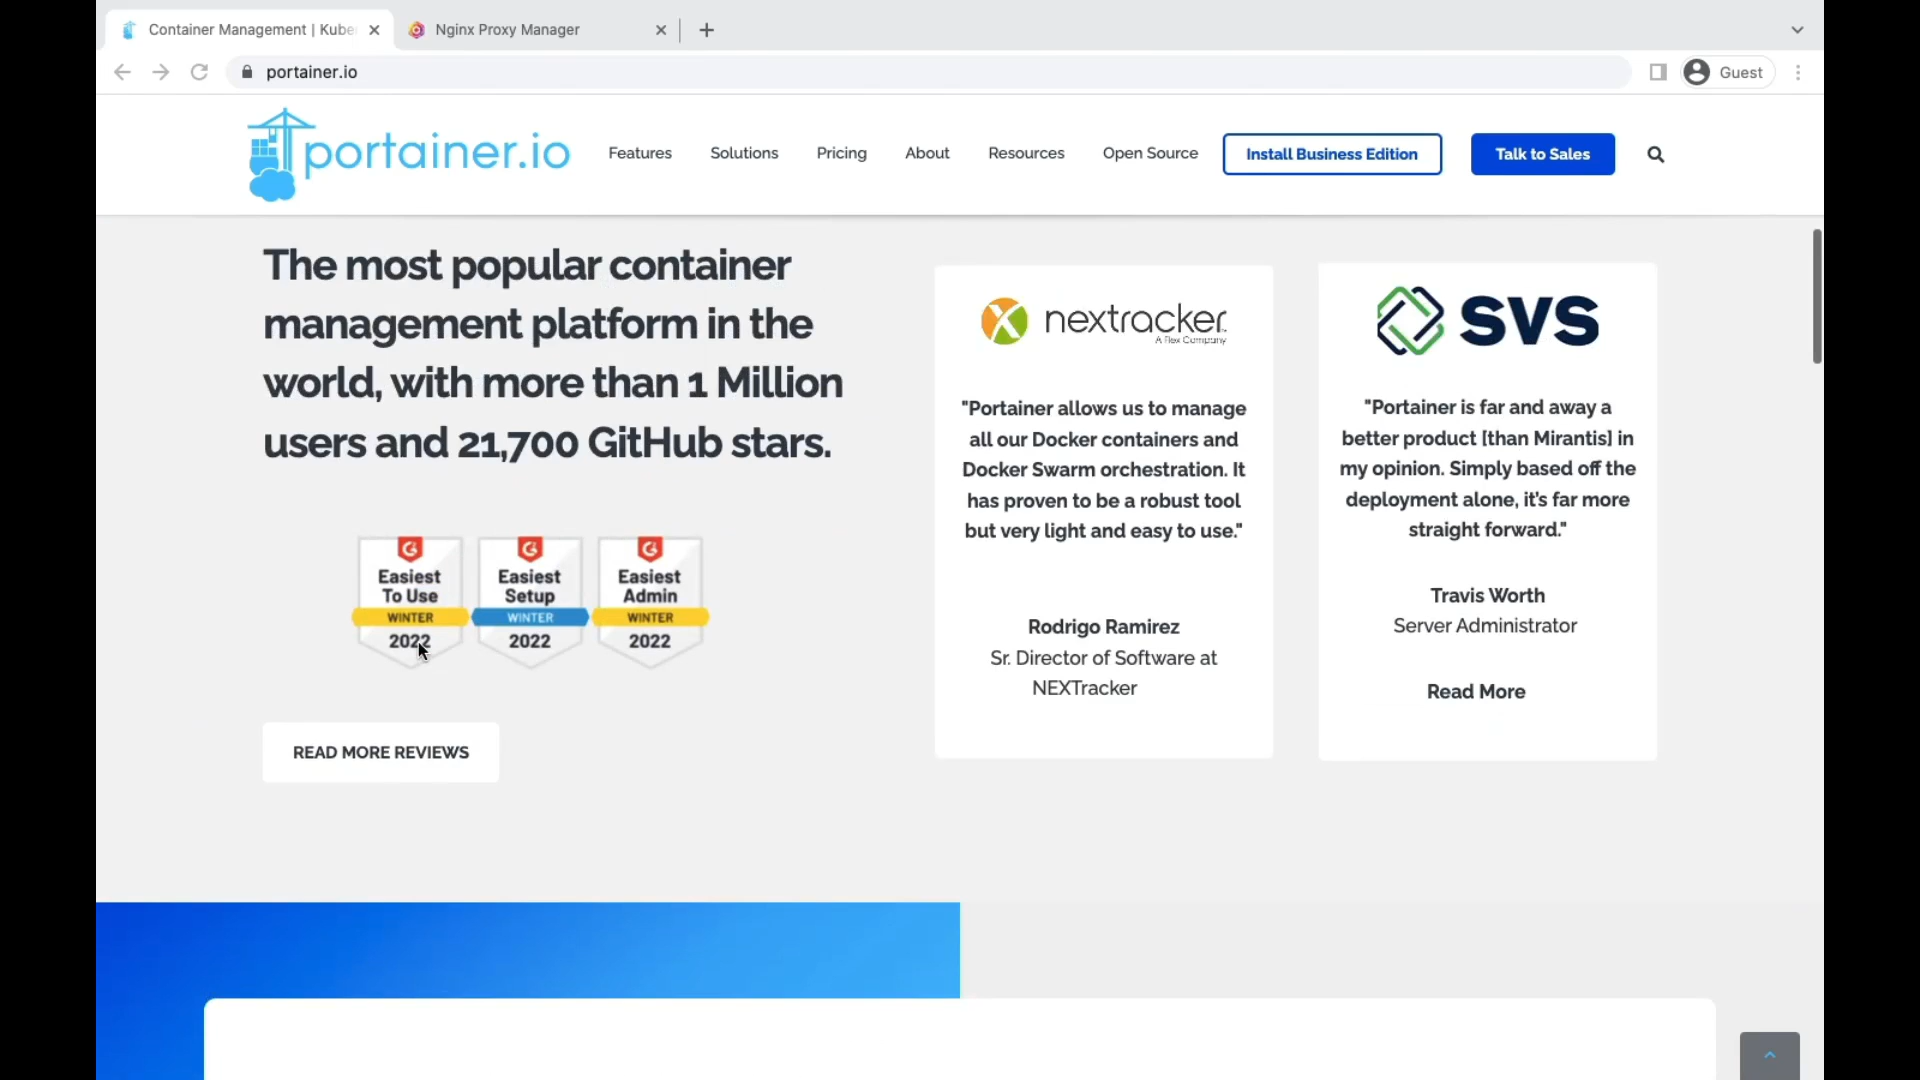 Container Management | Kube
Nginx Proxy Manager
portainer.io
Guest
portainer.io
Features
Solutions
Pricing
About
Resources
Open Source
Install Business Edition
Talk to Sales
The most popular container
management platform in the
world, with more than 1 Million
users and 21,700 GitHub stars.
Easiest
To Use
WINTER
2022
Easiest
Setup
WINTER
2022
Easiest
Admin
WINTER
2022
READ MORE REVIEWS
nextracker
A Flex Company
"Portainer allows us to manage
all our Docker containers and
Docker Swarm orchestration. It
has proven to be a robust tool
but very light and easy to use."
Rodrigo Ramirez
Sr. Director of Software at
NEXTracker
SVS
"Portainer is far and away a
better product [than Mirantis] in
my opinion. Simply based off the
deployment alone, it's far more
straight forward."
Travis Worth
Server Administrator
Read More